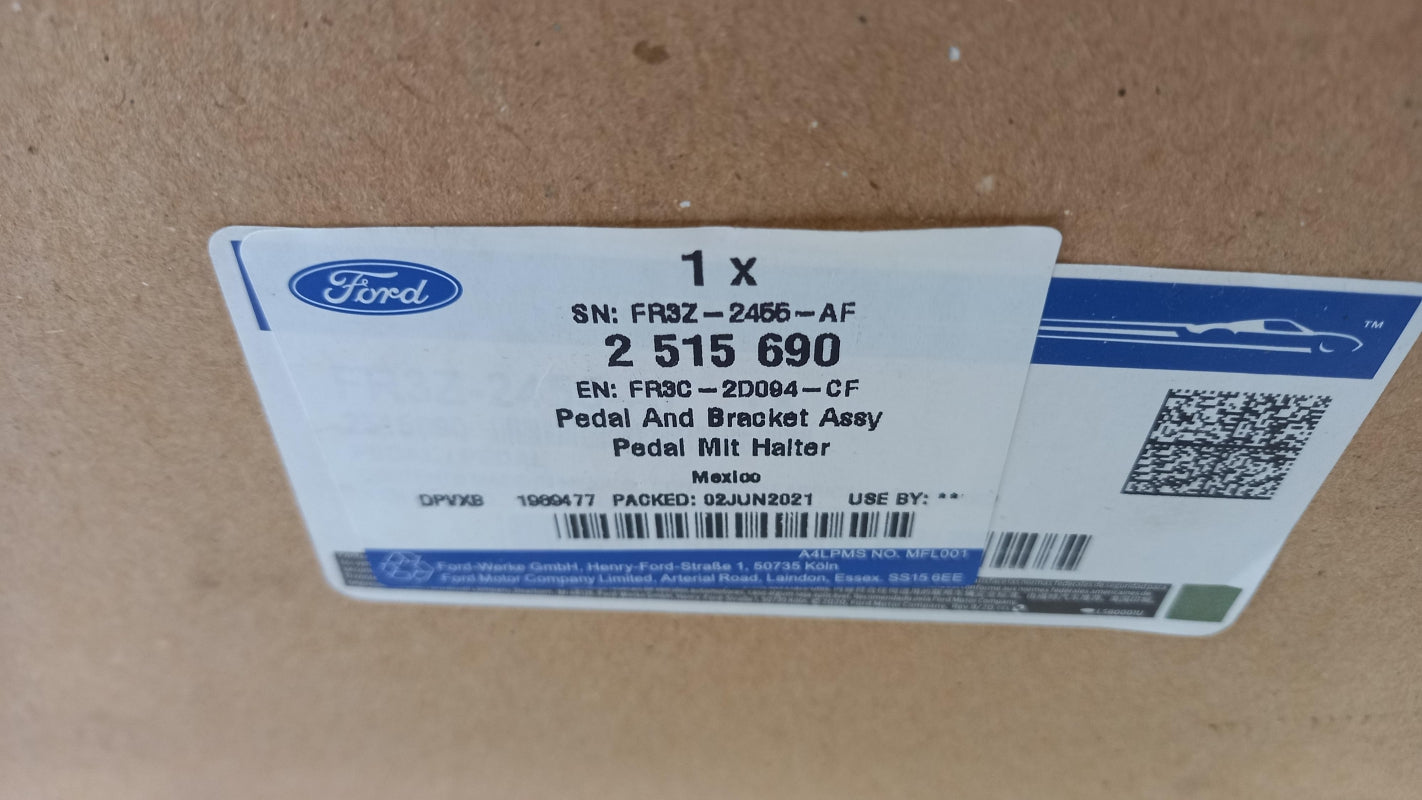 Ford
1 x
SN: FR3Z-2455-AF
2 515 690
EN: FR3C-2D094-CF
Pedal And Bracket Assy
Pedal Mit Halter
Mexico
DPVXB 1989477 PACKED: 02JUN2021 USE BY: **
A4LPMS NO. MFL001
Ford-Werke GmbH, Henry-Ford-Straße 1, 50735 Köln
Ford Motor Company Limited, Arterial Road, Laindon, Essex. SS15 6EE
TM